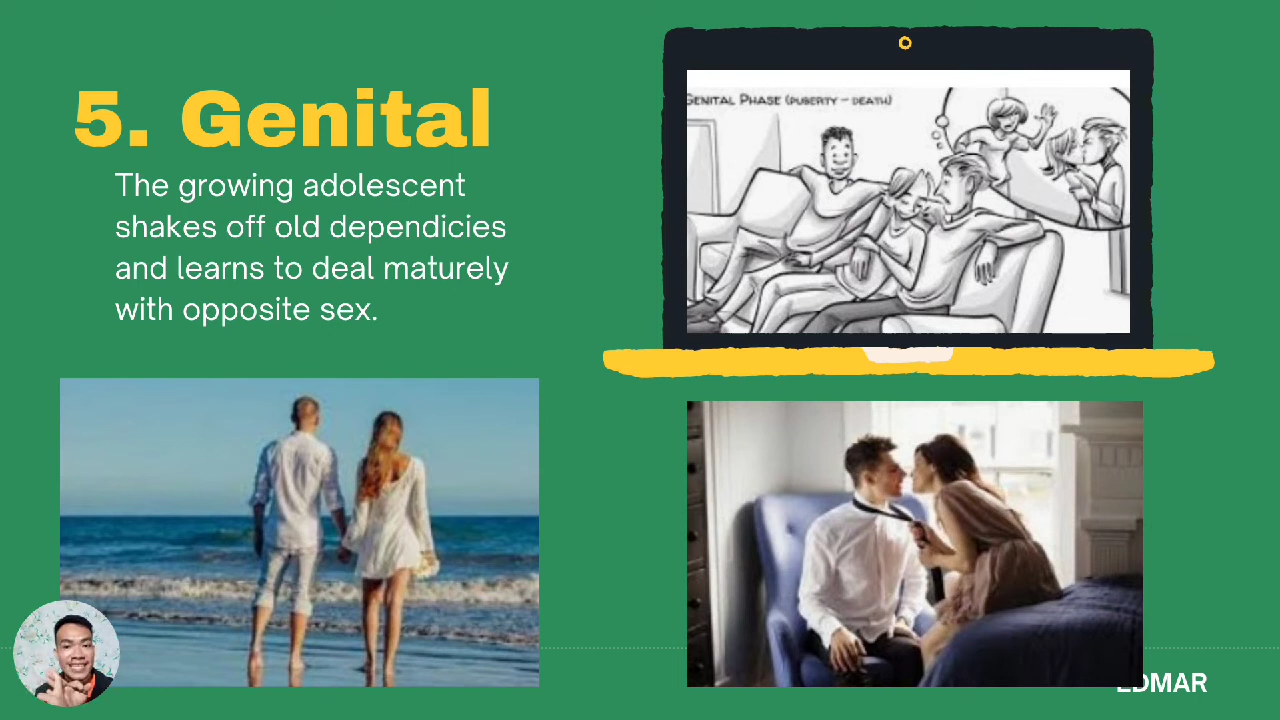 5. Genital
The growing adolescent
shakes off old dependicies
and learns to deal maturely
with opposite sex.
GENITAL PHASE (PUBERTY - DEATH)
EDMAR